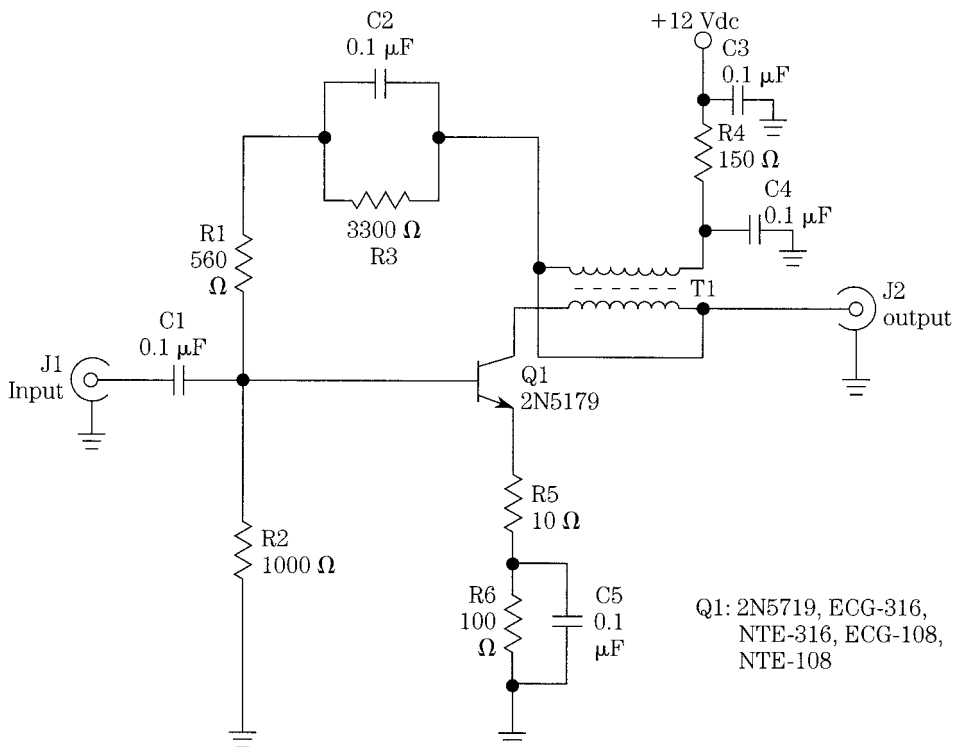 C2
0.1 µF
+12 Vdc
C3
0.1 µF
R4
150 Ω
C4
0.1 µF
3300 Ω
R3
R1
560
Ω
T1
J2
output
C1
0.1 µF
J1
Input
Q1
2N5179
R5
10 Ω
R2
1000 Ω
R6
100
Ω
C5
0.1
µF
Q1: 2N5719, ECG-316,
NTE-316, ECG-108,
NTE-108